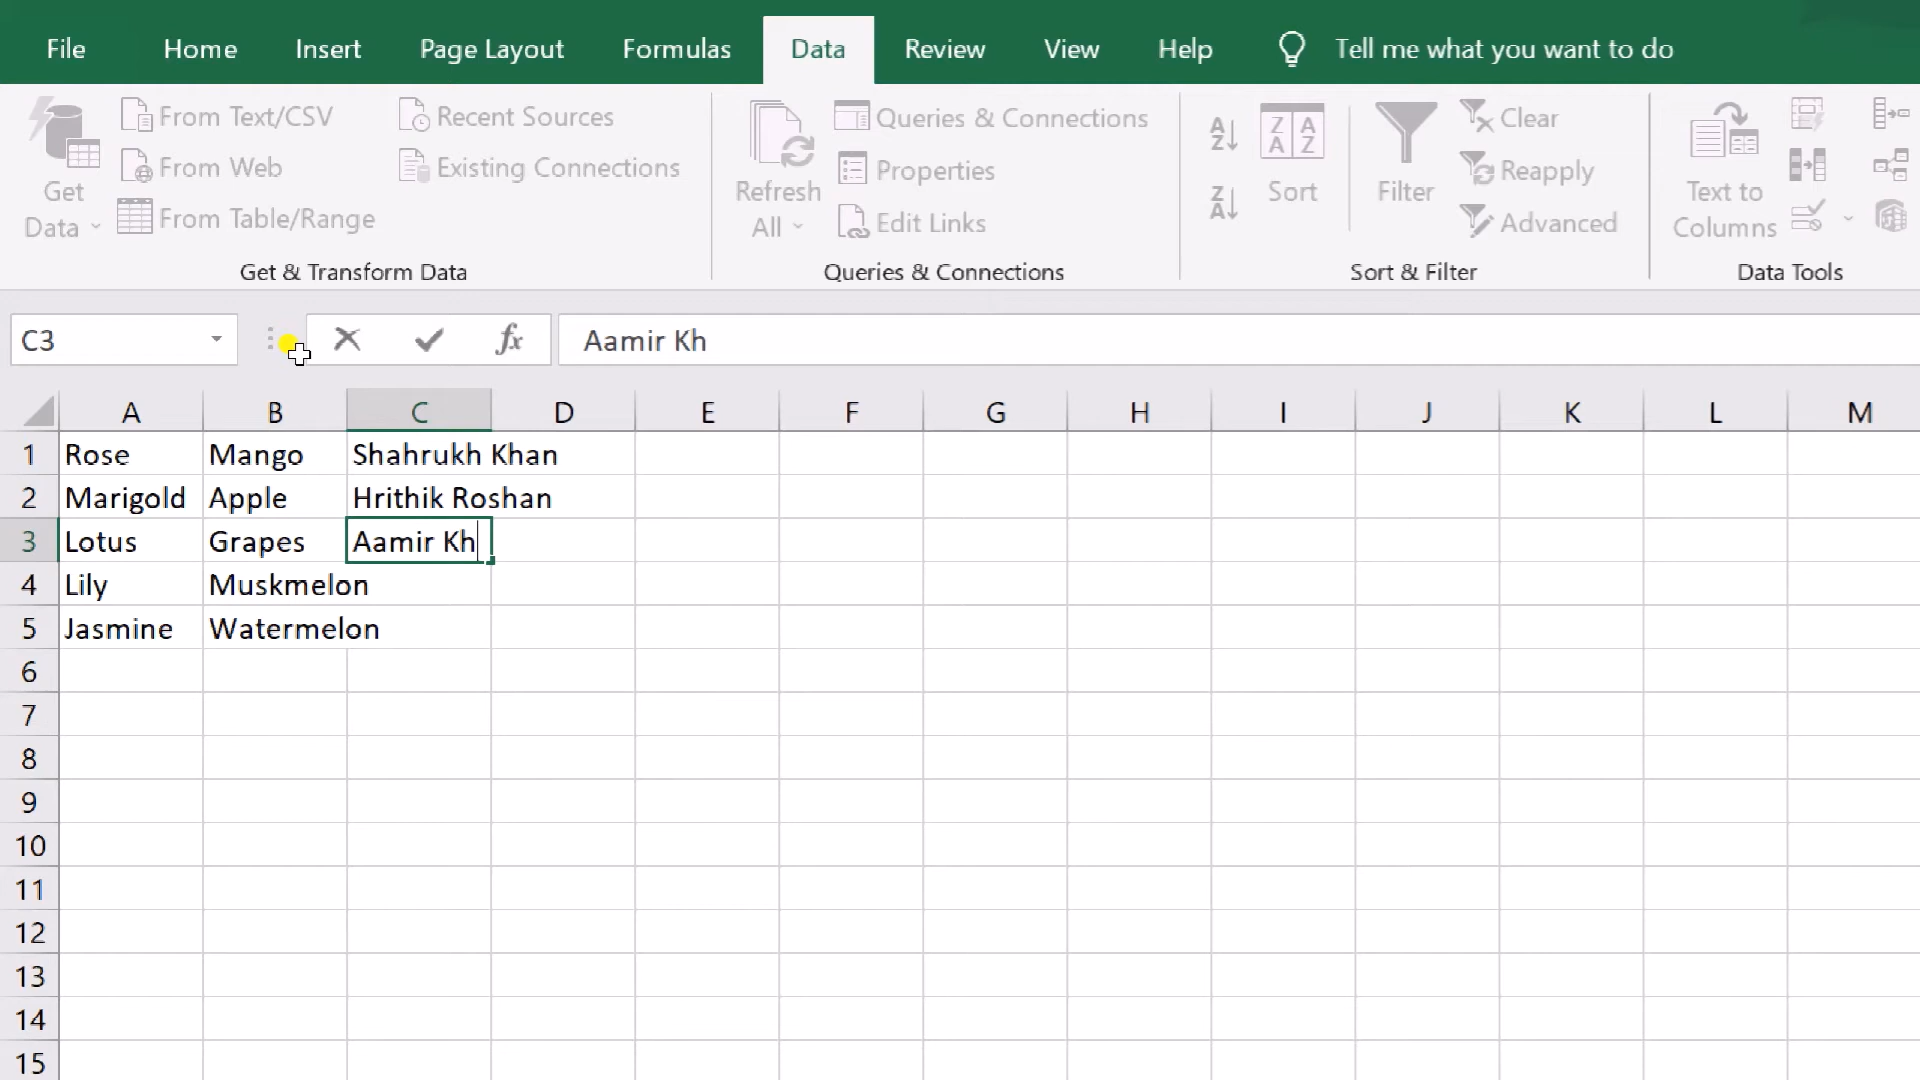 File Home Insert Page Layout Formulas Data Review View Help Tell me what you want to do
Get Data
From Text/CSV
From Web
From Table/Range
Recent Sources
Existing Connections
Get & Transform Data
Refresh All
Queries & Connections
Properties
Edit Links
Queries & Connections
A Z
Z A
Z A A Z
Sort
Filter
Clear
Reapply
Advanced
Sort & Filter
Text to Columns
Data Tools
C3 fx Aamir Kh
A B C D E F G H I J K L M
1 Rose Mango Shahrukh Khan
2 Marigold Apple Hrithik Roshan
3 Lotus Grapes Aamir Kh
4 Lily Muskmelon
5 Jasmine Watermelon
6
7
8
9
10
11
12
13
14
15